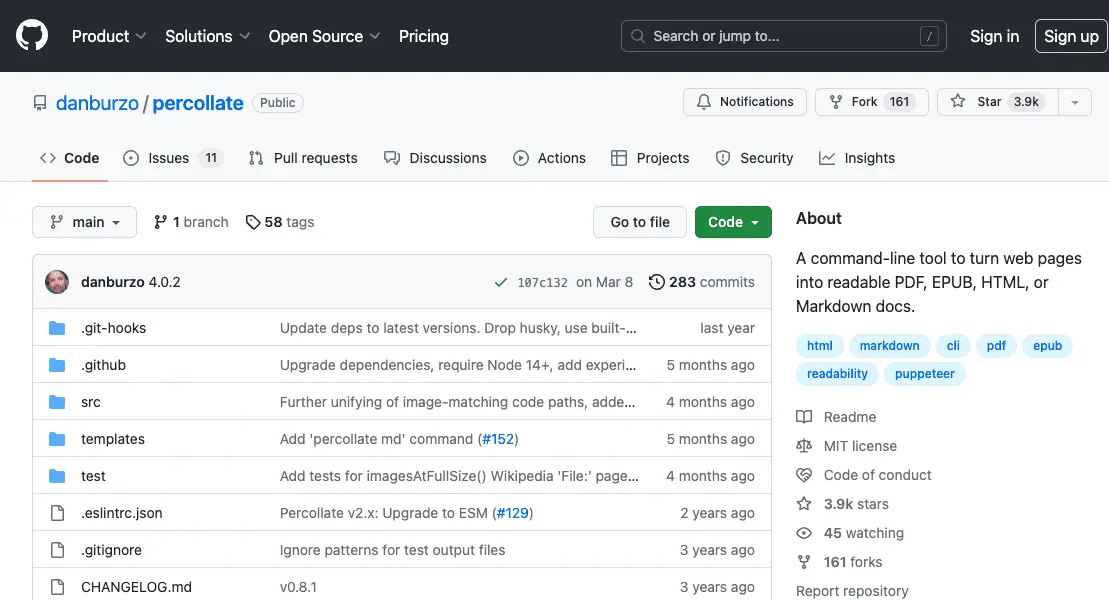 Product Solutions Open Source Pricing Search or jump to... / Sign in Sign up
danburzo / percollate Public Notifications Fork 161 Star 3.9k
Code Issues 11 Pull requests Discussions Actions Projects Security Insights
main 1 branch 58 tags Go to file Code
danburzo 4.0.2 107c132 on Mar 8 283 commits
.git-hooks Update deps to latest versions. Drop husky, use built-... last year
.github Upgrade dependencies, require Node 14+, add experi... 5 months ago
src Further unifying of image-matching code paths, adde... 4 months ago
templates Add 'percollate md' command (#152) 5 months ago
test Add tests for imagesAtFullSize() Wikipedia 'File:' page... 4 months ago
.eslintrc.json Percollate v2.x: Upgrade to ESM (#129) 2 years ago
.gitignore Ignore patterns for test output files 3 years ago
CHANGELOG.md v0.8.1 3 years ago
About
A command-line tool to turn web pages
into readable PDF, EPUB, HTML, or
Markdown docs.
html markdown cli pdf epub
readability puppeteer
Readme
MIT license
Code of conduct
3.9k stars
45 watching
161 forks
Report repository